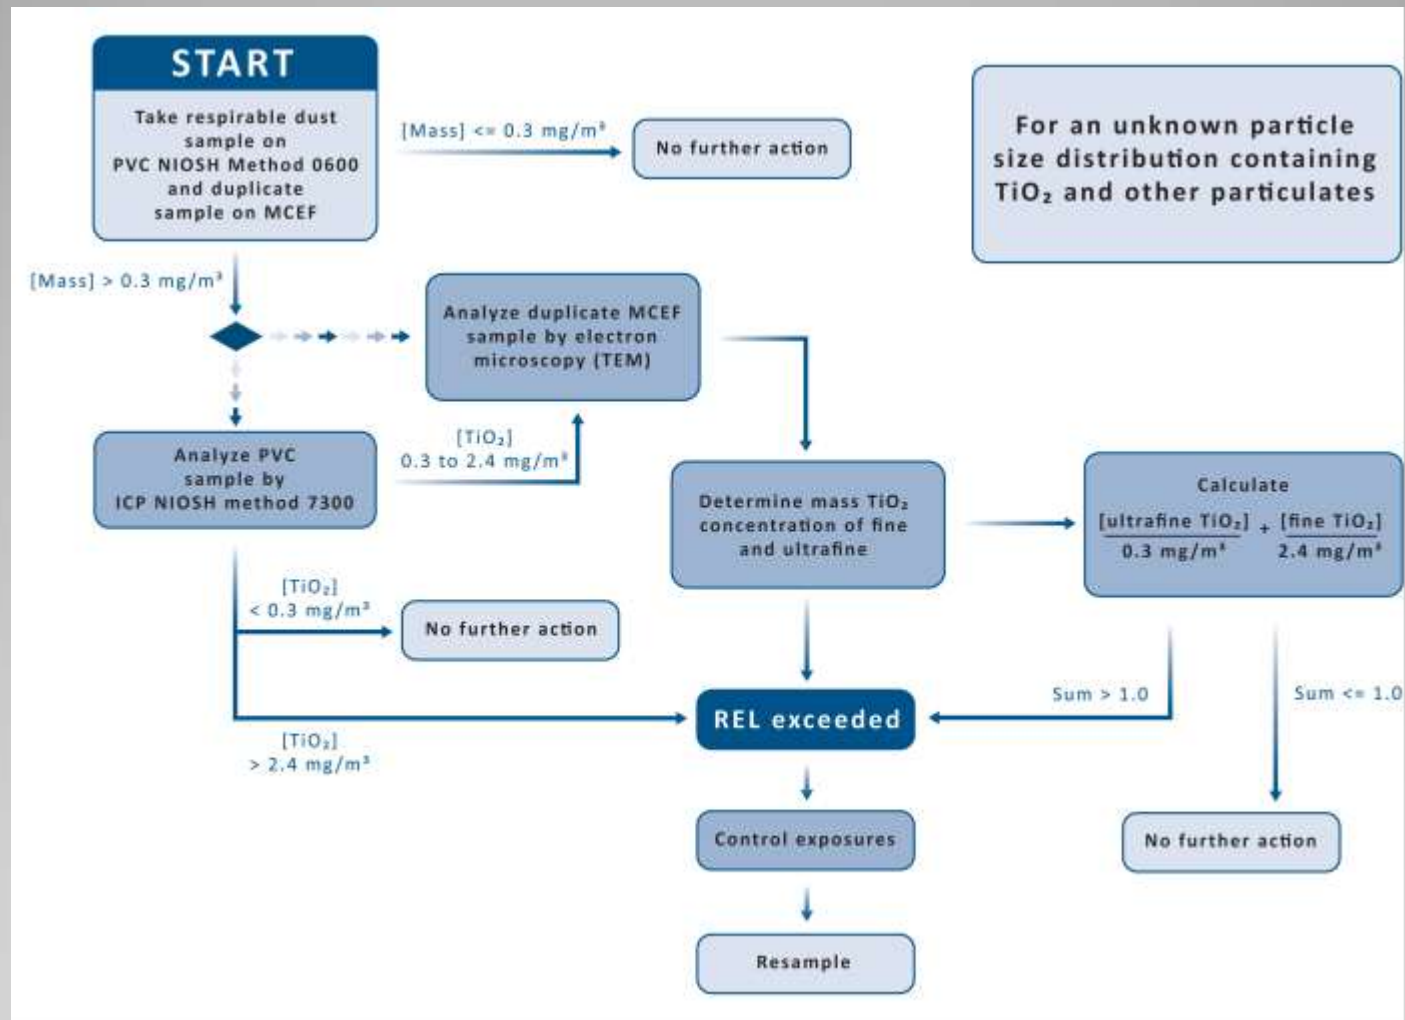 START
Take respirable dust
sample on
PVC NIOSH Method 0600
and duplicate
sample on MCEF
[Mass] <= 0.3 mg/m³
No further action
For an unknown particle
size distribution containing
TiO₂ and other particulates
[Mass] > 0.3 mg/m³
Analyze duplicate MCEF
sample by electron
microscopy (TEM)
Analyze PVC
sample by
ICP NIOSH method 7300
[TiO₂]
0.3 to 2.4 mg/m³
Determine mass TiO₂
concentration of fine
and ultrafine
Calculate
[ultrafine TiO₂] + [fine TiO₂]
0.3 mg/m³ 2.4 mg/m³
[TiO₂]
< 0.3 mg/m³
No further action
REL exceeded
Sum > 1.0
Sum <= 1.0
[TiO₂]
> 2.4 mg/m³
Control exposures
No further action
Resample